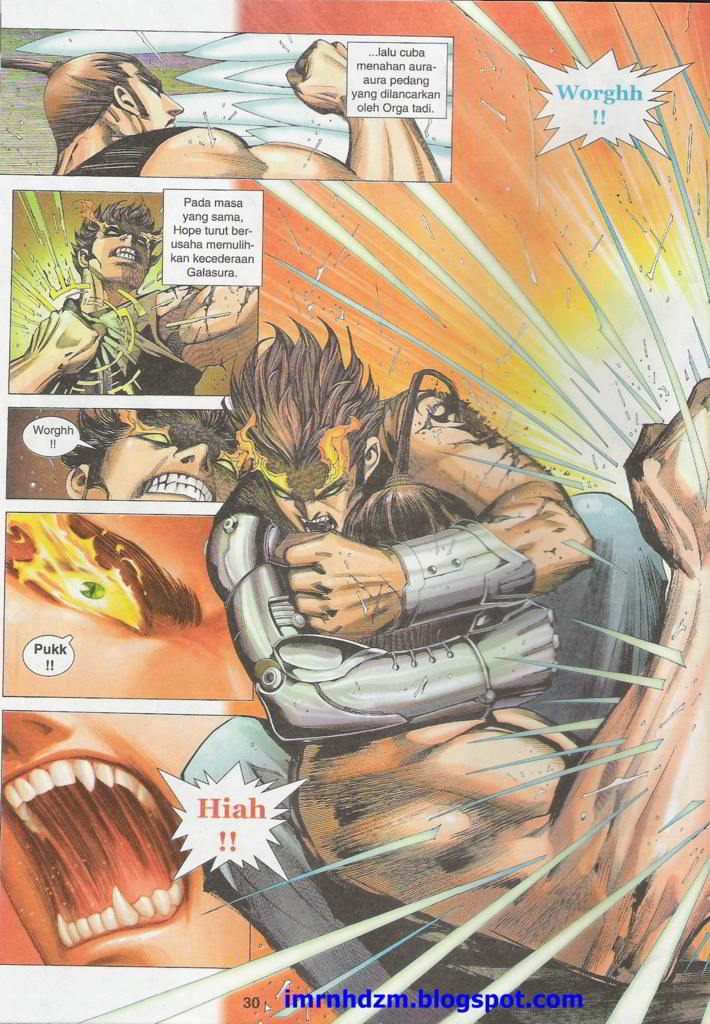 ...lalu cuba
menahan aura-
aura pedang
yang dilancarkan
oleh Orga tadi.
Worghh
!!
Pada masa
yang sama,
Hope turut ber-
usaha memulih-
kan kecederaan
Galasura.
Worghh
!!
Pukk
!!
Hiah
!!
30
imrnhdzm.blogspot.com